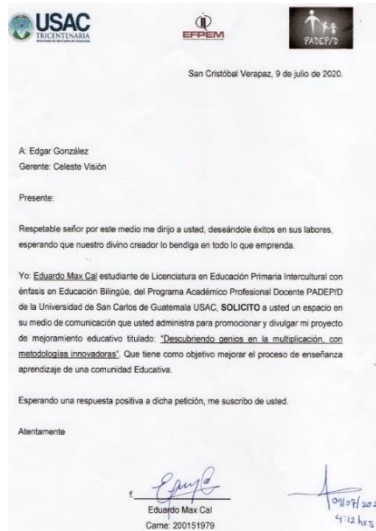 USAC
TRICENTENARIA
Universidad de San Carlos de Guatemala
EFPEM
PADEP/D
San Cristóbal Verapaz, 9 de julio de 2020.
A: Edgar González
Gerente: Celeste Visión
Presente:
Respetable señor por este medio me dirijo a usted, deseándole éxitos en sus labores,
esperando que nuestro divino creador lo bendiga en todo lo que emprenda.
Yo: Eduardo Max Cal estudiante de Licenciatura en Educación Primaria Intercultural con
énfasis en Educación Bilingüe, del Programa Académico Profesional Docente PADEP/D
de la Universidad de San Carlos de Guatemala USAC, SOLICITO a usted un espacio en
su medio de comunicación que usted administra para promocionar y divulgar mi proyecto
de mejoramiento educativo titulado: "Descubriendo genios en la multiplicación, con
metodologías innovadoras". Que tiene como objetivo mejorar el proceso de enseñanza
aprendizaje de una comunidad Educativa.
Esperando una respuesta positiva a dicha petición, me suscribo de usted.
Atentamente
f.
Eduardo Max Cal
Carne: 200151979
09/07/202
4:12 hrs